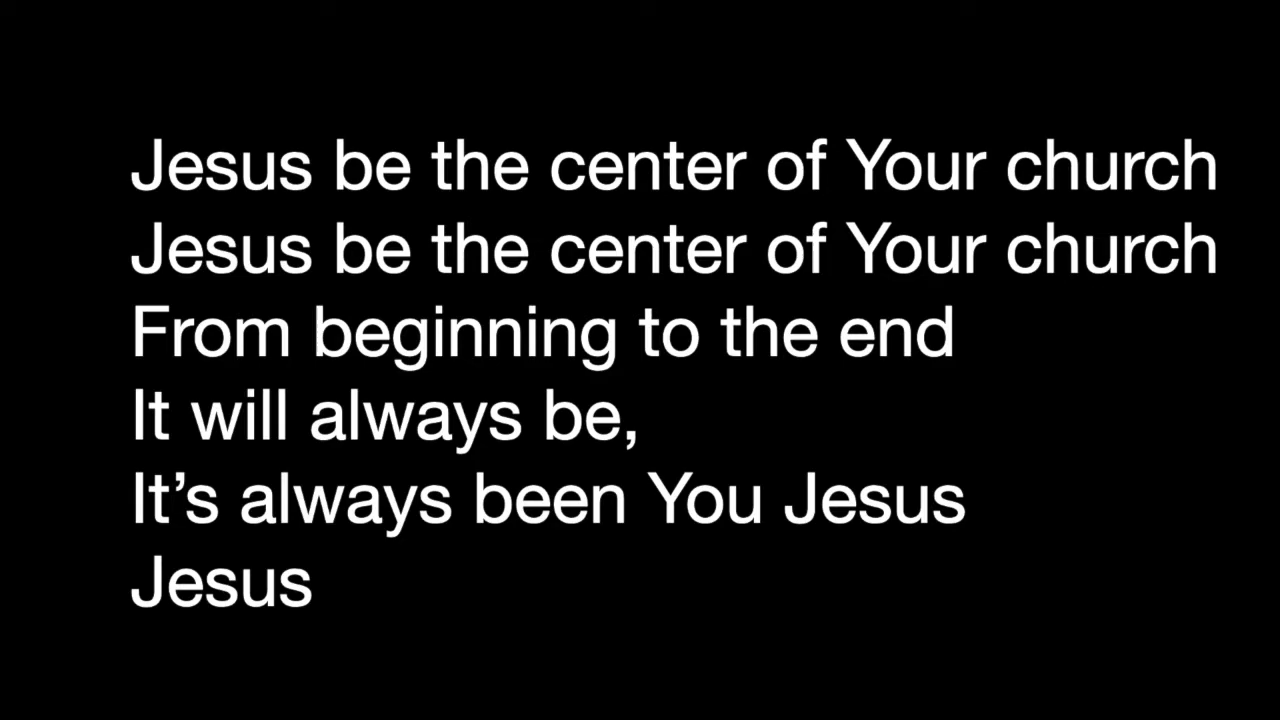 Jesus be the center of Your church
Jesus be the center of Your church
From beginning to the end
It will always be,
It’s always been You Jesus
Jesus